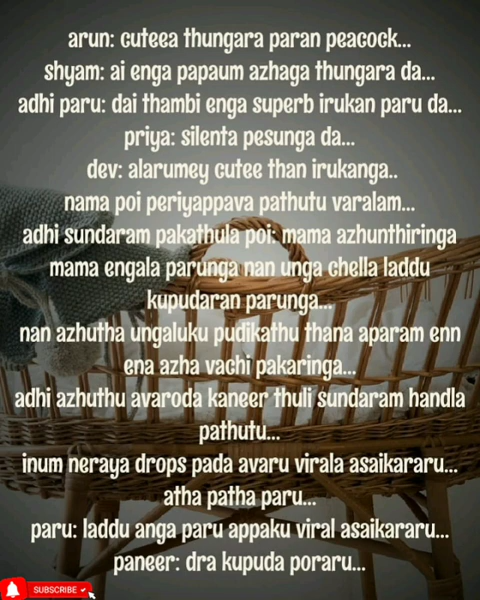 arun: cuteea thungara paran peacock...
shyam: ai enga papaum azhaga thungara da...
adhi paru: dai thambi enga superb irukan paru da...
priya: silenta pesunga da...
dev: alarumey cutee than irukanga..
nama poi periyappava pathutu varalam...
adhi sundaram pakathula poi: mama azhunthiringa
mama engala parunga nan unga chella laddu
kupudaran parunga...
nan azhutha ungaluku pudikathu thana aparam enn
ena azha vachi pakaringa...
adhi azhuthu avaroda kaneer thuli sundaram handla
pathutu...
inum neraya drops pada avaru virala asaikararu...
atha patha paru...
paru: laddu anga paru appaku viral asaikararu...
paneer: dra kupuda poraru...
SUBSCRIBE